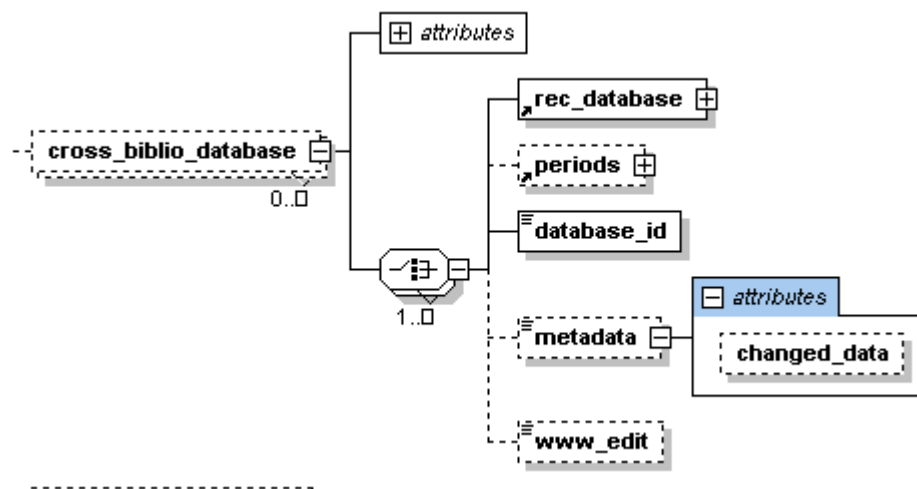 attributes
rec_database
cross_biblio_database
periods
0..□
database_id
1..□
attributes
metadata
changed_data
www_edit